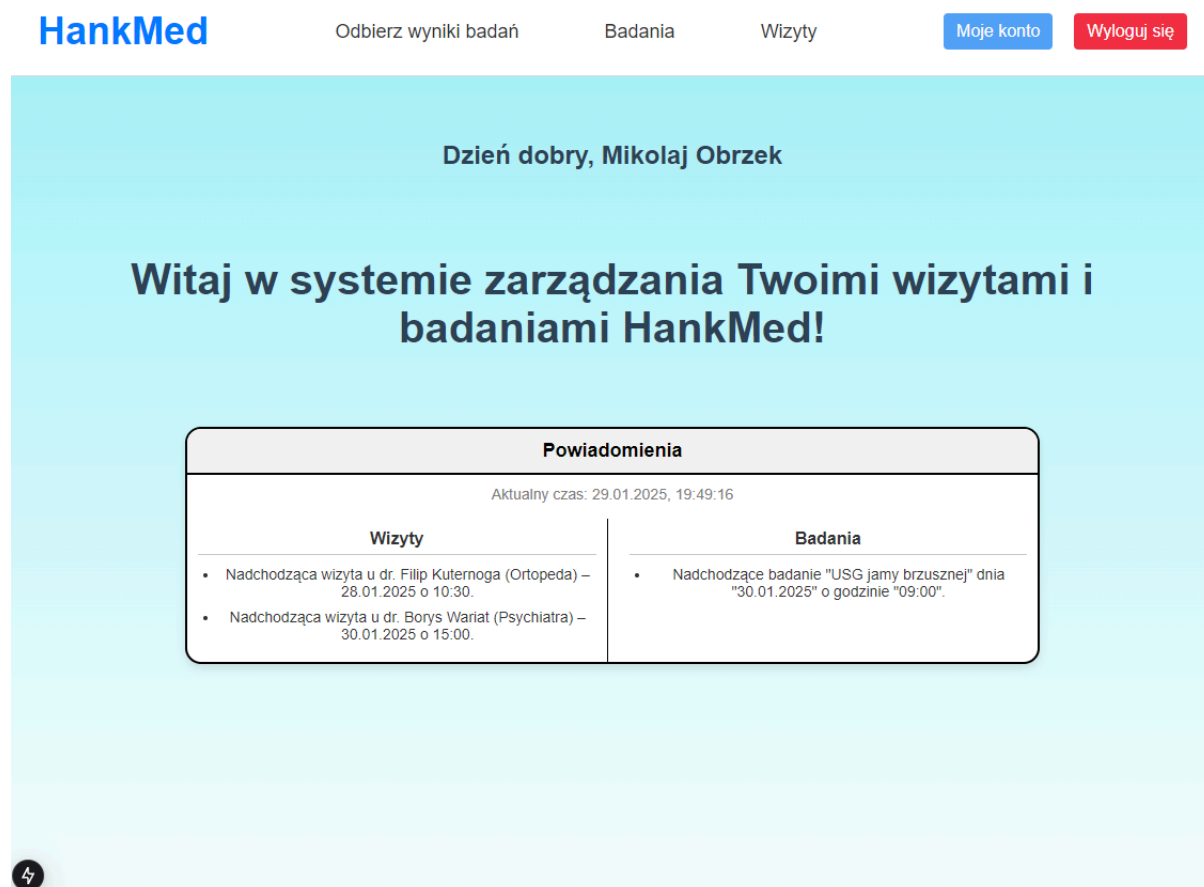 HankMed
Odbierz wyniki badań
Badania
Wizyty
Moje konto
Wyloguj się
Dzień dobry, Mikolaj Obrzek
Witaj w systemie zarządzania Twoimi wizytami i
badaniami HankMed!
Powiadomienia
Aktualny czas: 29.01.2025, 19:49:16
Wizyty
• Nadchodząca wizyta u dr. Filip Kuternoga (Ortopeda) –
28.01.2025 o 10:30.
• Nadchodząca wizyta u dr. Borys Wariat (Psychiatra) –
30.01.2025 o 15:00.
Badania
• Nadchodzące badanie "USG jamy brzusznej" dnia
"30.01.2025" o godzinie "09:00".